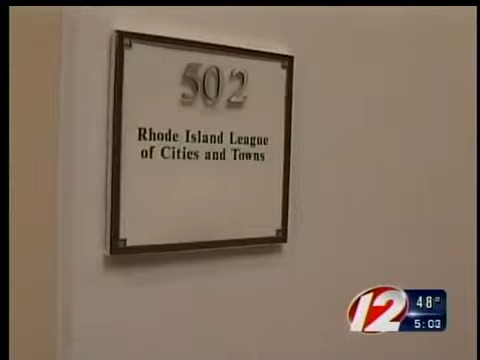 502
Rhode Island League
of Cities and Towns
12
48°
5:03